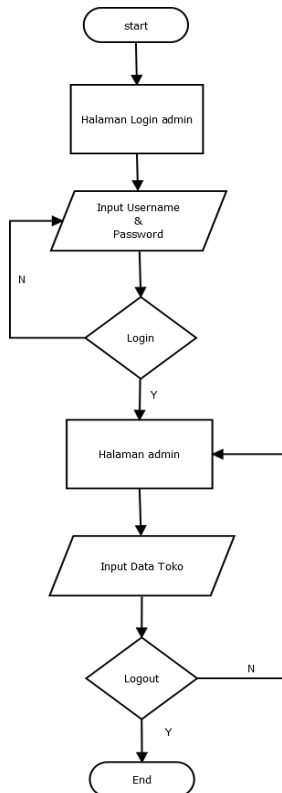 start
Halaman Login admin
Input Username
&
Password
N
Login
Y
Halaman admin
Input Data Toko
Logout
N
Y
End